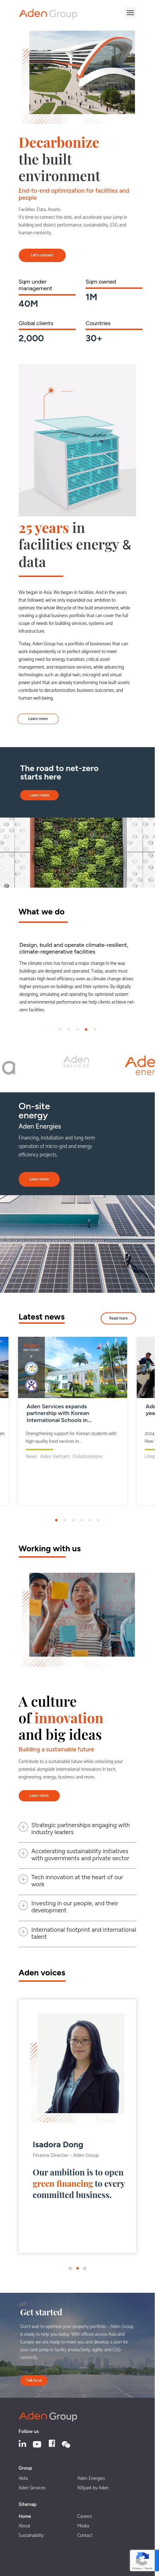 Aden Group
Decarbonize
the built
environment
End-to-end optimization for facilities and
people
Facilities. Data. Assets.
It's time to connect the dots, and accelerate your jump in
building and district performance, sustainability, ESG and
human-centricity.
Let's connect
Sqm under
management
40M
Sqm owned
1M
Global clients
2,000
Countries
30+
25 years in
facilities energy &
data
We began in Asia. We began in facilities. And in the years
that followed, we've only expanded our ambition: to
optimize the whole lifecycle of the built environment, while
creating a global business portfolio that can cover the full
scope of needs for building services, systems and
infrastructure.
Today, Aden Group has a portfolio of businesses that can
work independently or in perfect alignment to meet
growing need for energy transition, critical asset
management, and responsive services, while advancing
technologies such as digital twin, microgrid and virtual
power plant that are already transforming how built assets
contribute to decarbonization, business outcomes, and
human well-being.
Learn more
The road to net-zero
starts here
Learn more
What we do
Design, build and operate climate-resilient,
climate-regenerative facilities
The climate crisis has forced a major change in the way
buildings are designed and operated. Today, assets must
maintain high energy efficiency even as climate change drives
higher pressure on buildings and their systems. By digitally
designing, simulating and operating for optimized system
performance, environmental performance we help clients achieve net-
zero facilities.
Aden
SERVICES
Ade
ener
On-site
energy
Aden Energies
Financing, installation and long-term
operation of micro-grid and energy
efficiency projects.
Learn more
Latest news
Read more
Aden Services expands
partnership with Korean
International Schools in...
Strengthening support for Korean students with
high-quality food services in...
News Aden Vietnam Collaborations
Ade
yea
2024
New
Working with us
A culture
of innovation
and big ideas
Building a sustainable future
Contribute to a sustainable future while unlocking your
potential alongside international innovators in tech,
engineering, energy, business and more.
Learn more
Strategic partnerships engaging with
industry leaders
Accelerating sustainability initiatives
with governments and private sector
Tech innovation at the heart of our
work
Investing in our people, and their
development
International footprint and international
talent
Aden voices
Isadora Dong
Finance Director - Aden Group
Our ambition is to open
green financing to every
committed business.
Get started
Don't wait to optimize your property portfolio - Aden Group
is ready to help you today. With offices across Asia and
Europe, we are ready to meet you and develop a plan for
your next jump in facility productivity, agility and ESG-
centricity.
Talk to us
Aden Group
Follow us
Group
Akila
Aden Energies
Aden Services
NXpark by Aden
Sitemap
Home
Careers
About
Media
Sustainability
Contact